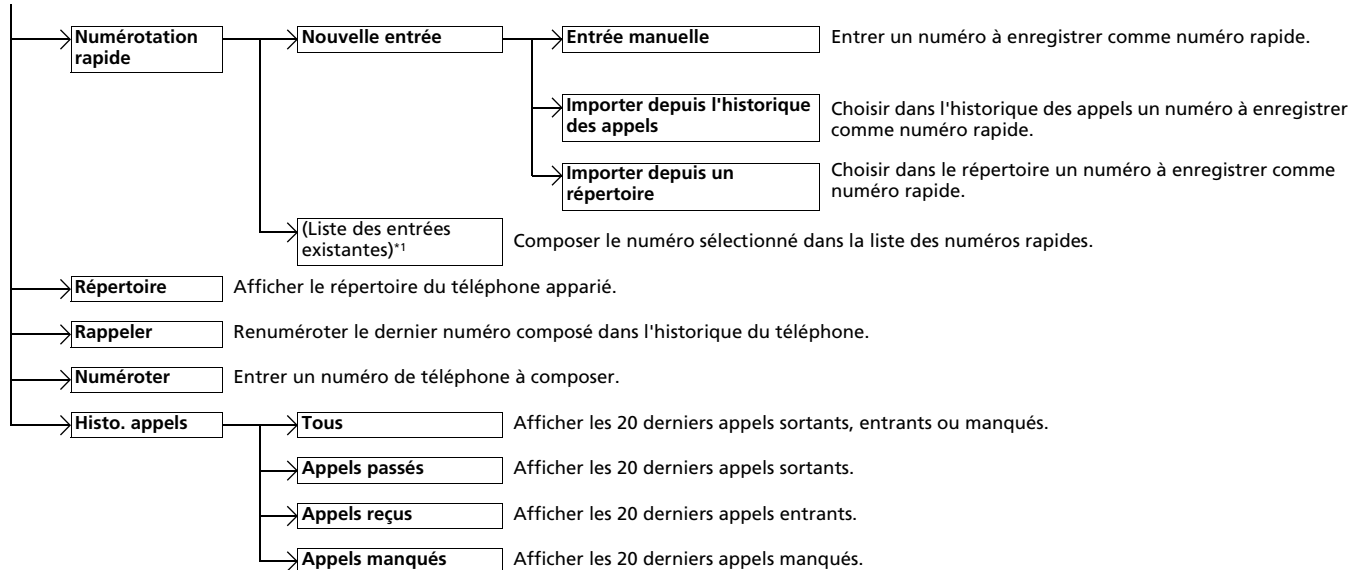 Numérotation rapide
Nouvelle entrée
Entrée manuelle
Entrer un numéro à enregistrer comme numéro rapide.
Importer depuis l'historique
des appels
Choisir dans l'historique des appels un numéro à enregistrer
comme numéro rapide.
Importer depuis un
répertoire
Choisir dans le répertoire un numéro à enregistrer comme
numéro rapide.
(Liste des entrées
existantes)*1
Composer le numéro sélectionné dans la liste des numéros rapides.
Répertoire
Afficher le répertoire du téléphone apparié.
Rappeler
Renuméroter le dernier numéro composé dans l'historique du téléphone.
Numéroter
Entrer un numéro de téléphone à composer.
Histo. appels
Tous
Afficher les 20 derniers appels sortants, entrants ou manqués.
Appels passés
Afficher les 20 derniers appels sortants.
Appels reçus
Afficher les 20 derniers appels entrants.
Appels manqués
Afficher les 20 derniers appels manqués.